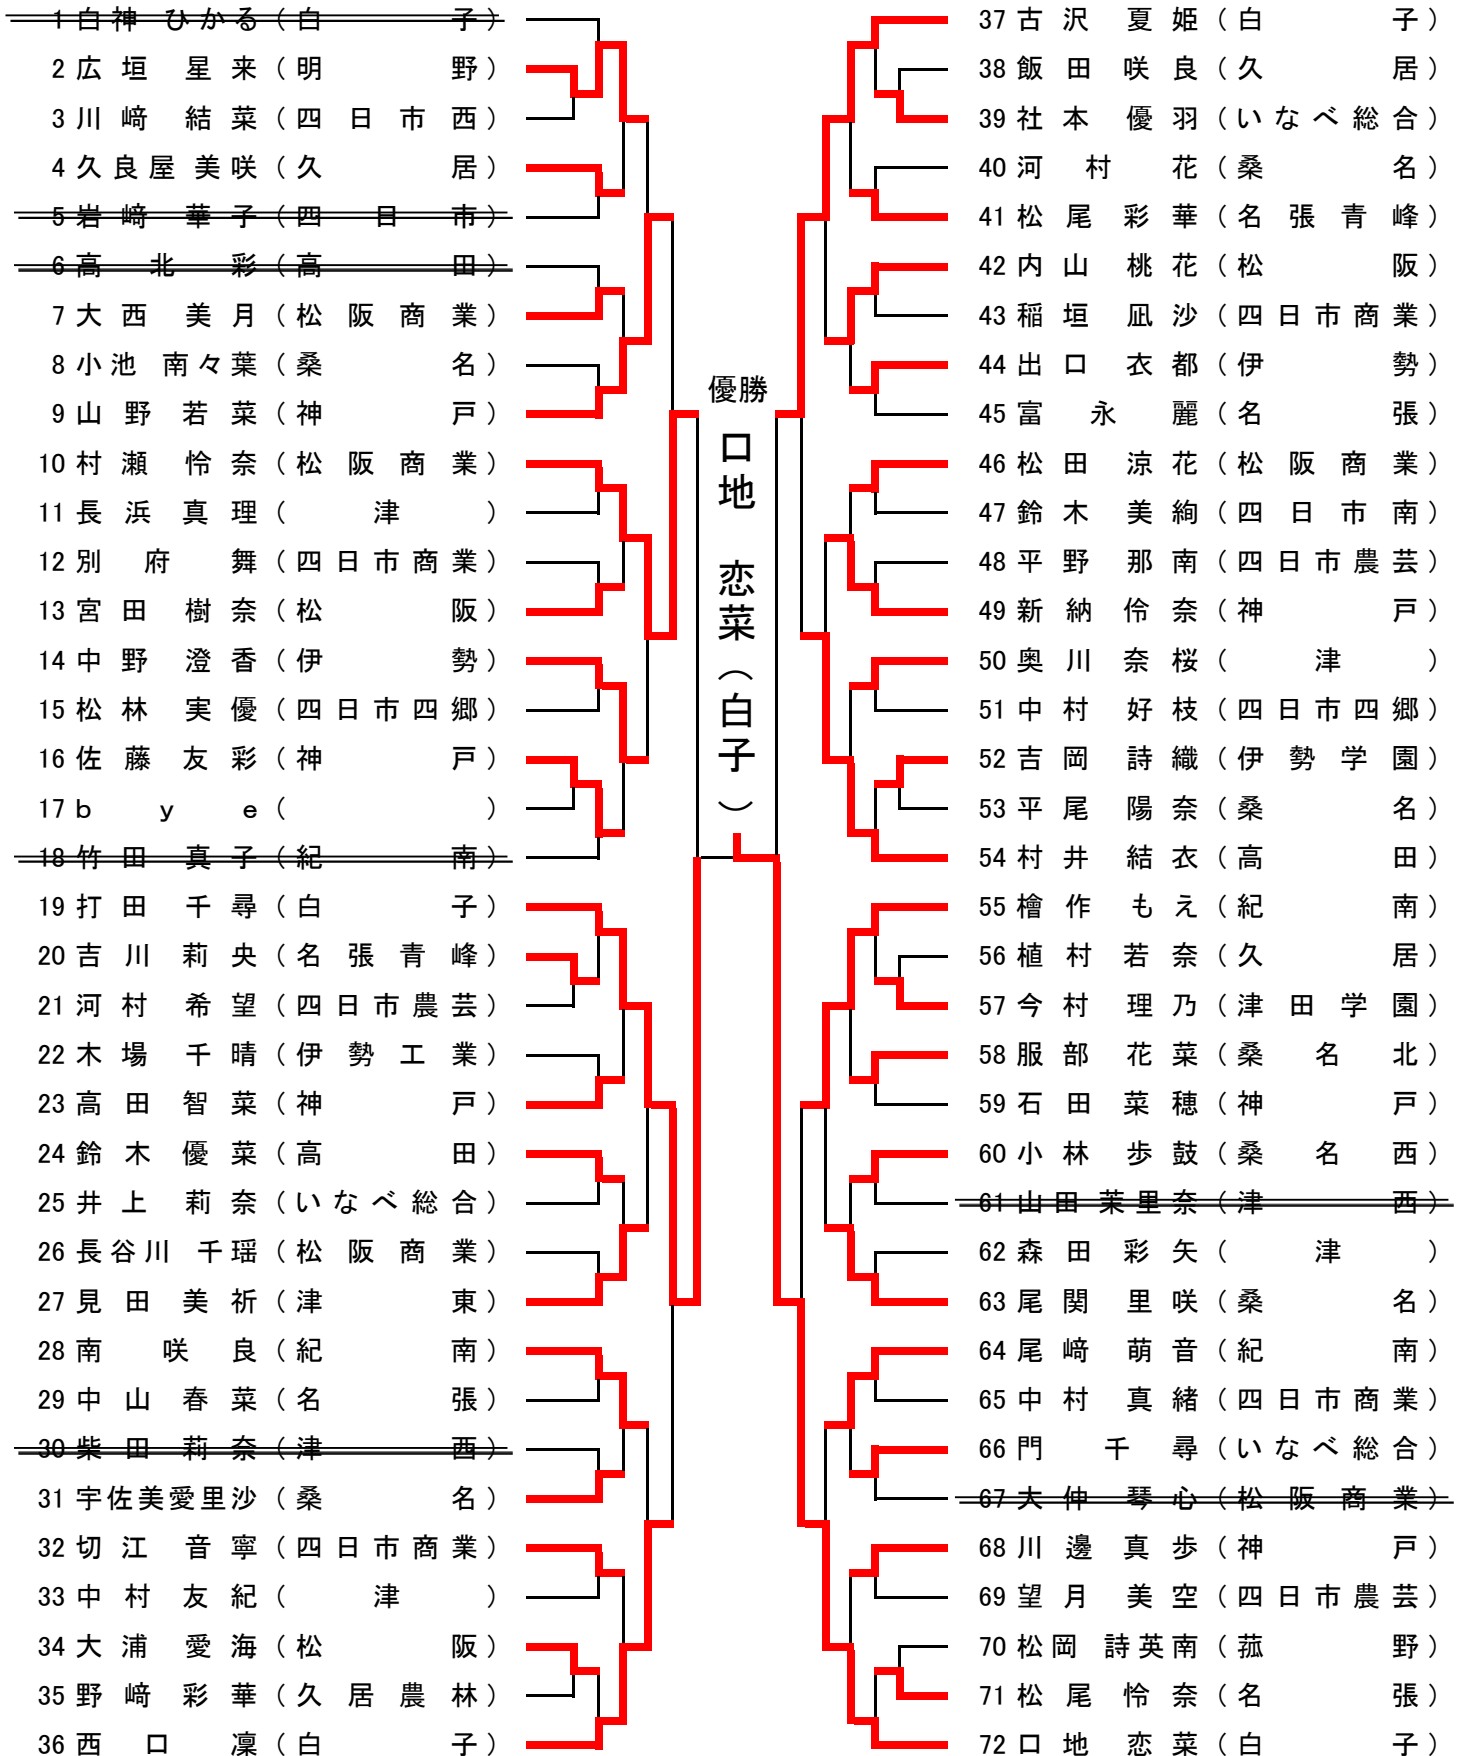 1 白神 ひかる (白子)
2 広垣 星来 (明野)
3 川﨑 結菜 (四日市西)
4 久良屋 美咲 (久居)
5 岩﨑 華子 (四日市)
6 高北 彩 (高田)
7 大西 美月 (松阪商業)
8 小池 南々葉 (桑名)
9 山野 若菜 (神戸)
10 村瀬 怜奈 (松阪商業)
11 長浜 真理 (津)
12 別府 舞 (四日市商業)
13 宮田 樹奈 (松阪)
14 中野 澄香 (伊勢)
15 松林 実優 (四日市四郷)
16 佐藤 友彩 (神戸)
17 bye ( )
18 竹田 真子 (紀南)
19 打田 千尋 (白子)
20 吉川 莉央 (名張青峰)
21 河村 希望 (四日市農芸)
22 木場 千晴 (伊勢工業)
23 高田 智菜 (神戸)
24 鈴木 優菜 (高田)
25 井上 莉奈 (いなべ総合)
26 長谷川 千瑶 (松阪商業)
27 見田 美祈 (津東)
28 南 咲良 (紀南)
29 中山 春菜 (名張)
30 柴田 莉奈 (津西)
31 宇佐美愛里沙 (桑名)
32 切江 音寧 (四日市商業)
33 中村 友紀 (津)
34 大浦 愛海 (松阪)
35 野﨑 彩華 (久居農林)
36 西口 凜 (白子)
優勝
口地 恋菜(白子)
37 古沢 夏姫 (白子)
38 飯田 咲良 (久居)
39 社本 優羽 (いなべ総合)
40 河村 花 (桑名)
41 松尾 彩華 (名張青峰)
42 内山 桃花 (松阪)
43 稲垣 凪沙 (四日市商業)
44 出口 衣都 (伊勢)
45 富永 麗 (名張)
46 松田 涼花 (松阪商業)
47 鈴木 美絢 (四日市南)
48 平野 那南 (四日市農芸)
49 新納 伶奈 (神戸)
50 奥川 奈桜 (津)
51 中村 好枝 (四日市四郷)
52 吉岡 詩織 (伊勢学園)
53 平尾 陽奈 (桑名)
54 村井 結衣 (高田)
55 檜作 もえ (紀南)
56 植村 若奈 (久居)
57 今村 理乃 (津田学園)
58 服部 花菜 (桑名北)
59 石田 菜穂 (神戸)
60 小林 歩鼓 (桑名西)
61 山田 茉里奈 (津西)
62 森田 彩矢 (津)
63 尾関 里咲 (桑名)
64 尾﨑 萌音 (紀南)
65 中村 真緒 (四日市商業)
66 門 千尋 (いなべ総合)
67 大仲 琴心 (松阪商業)
68 川邊 真歩 (神戸)
69 望月 美空 (四日市農芸)
70 松岡 詩英南 (菰野)
71 松尾 怜奈 (名張)
72 口地 恋菜 (白子)